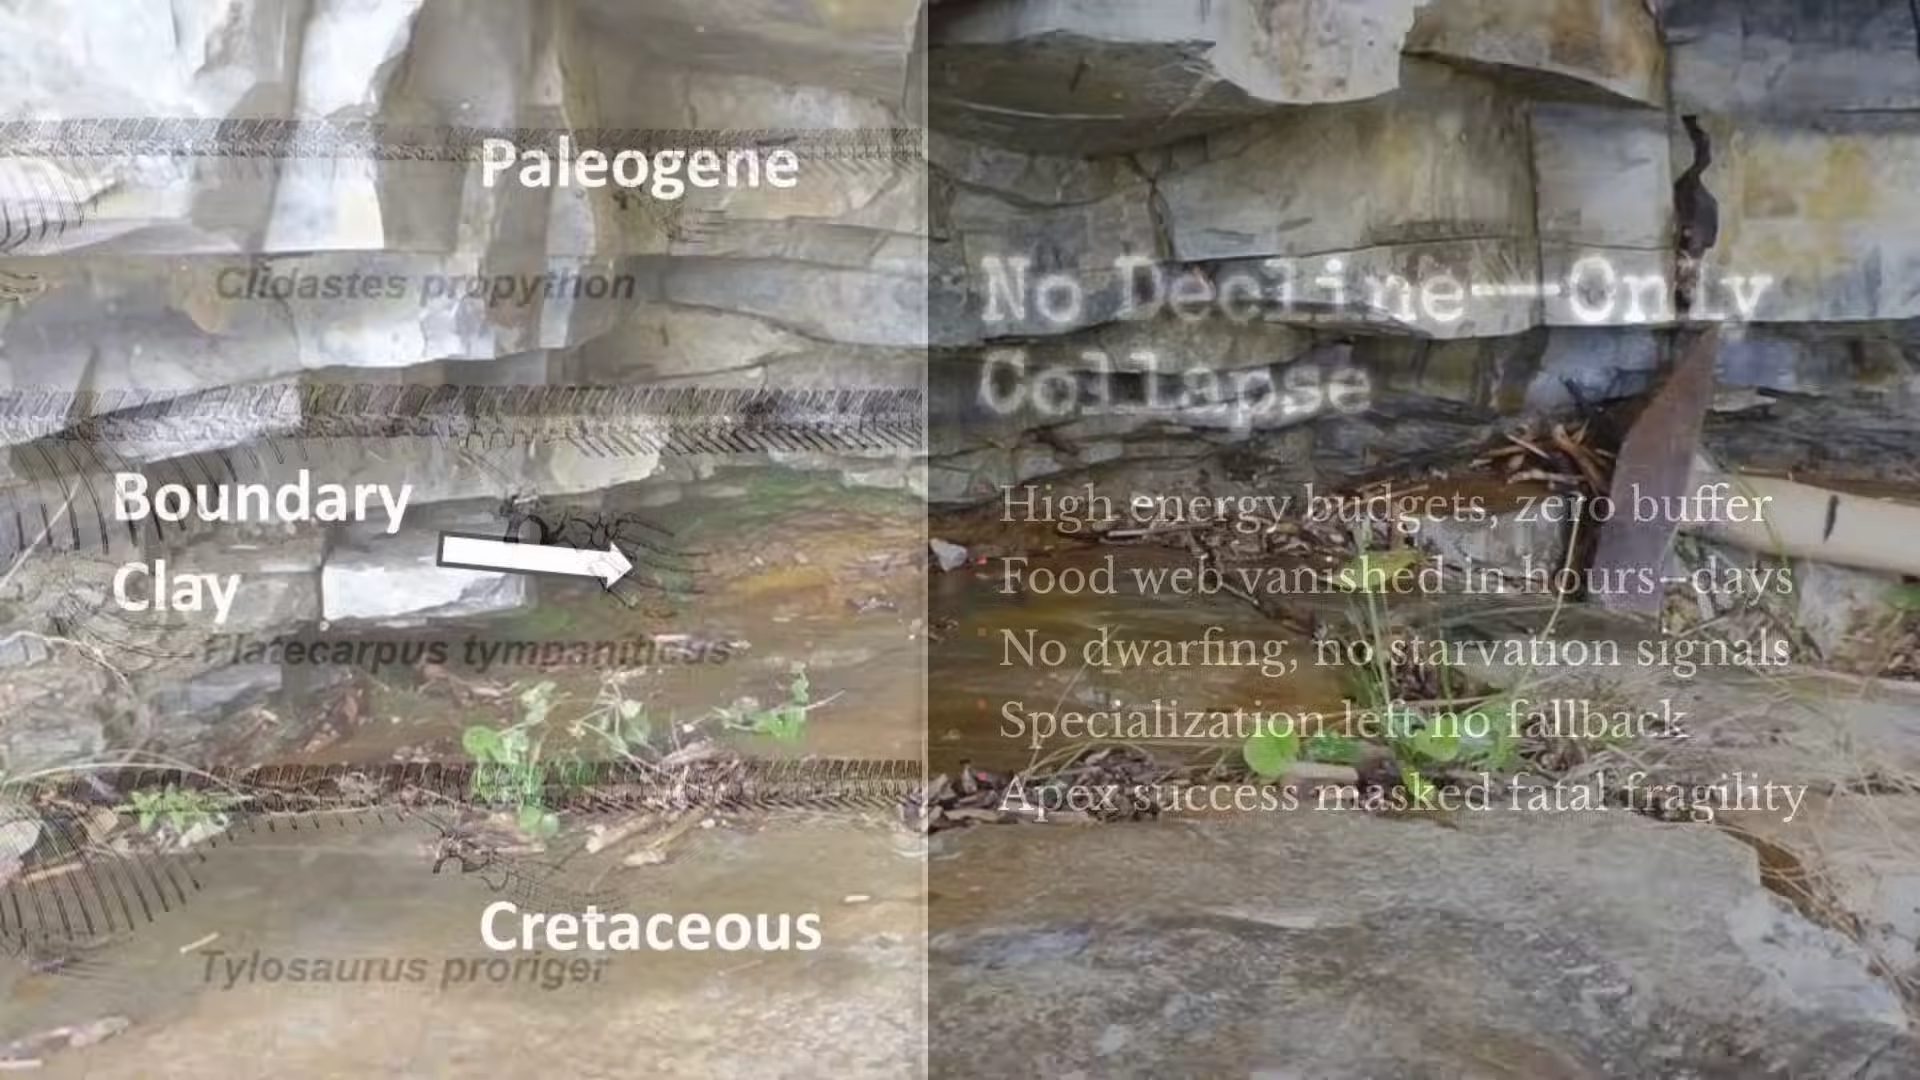 Paleogene
Clidastes propython
Boundary
Clay
Platecarpus tympaniticus
Cretaceous
Tylosaurus proriger
No Decline—Only
Collapse
High energy budgets, zero buffer
Food web vanished in hours–days
No dwarfing, no starvation signals
Specialization left no fallback
Apex success masked fatal fragility